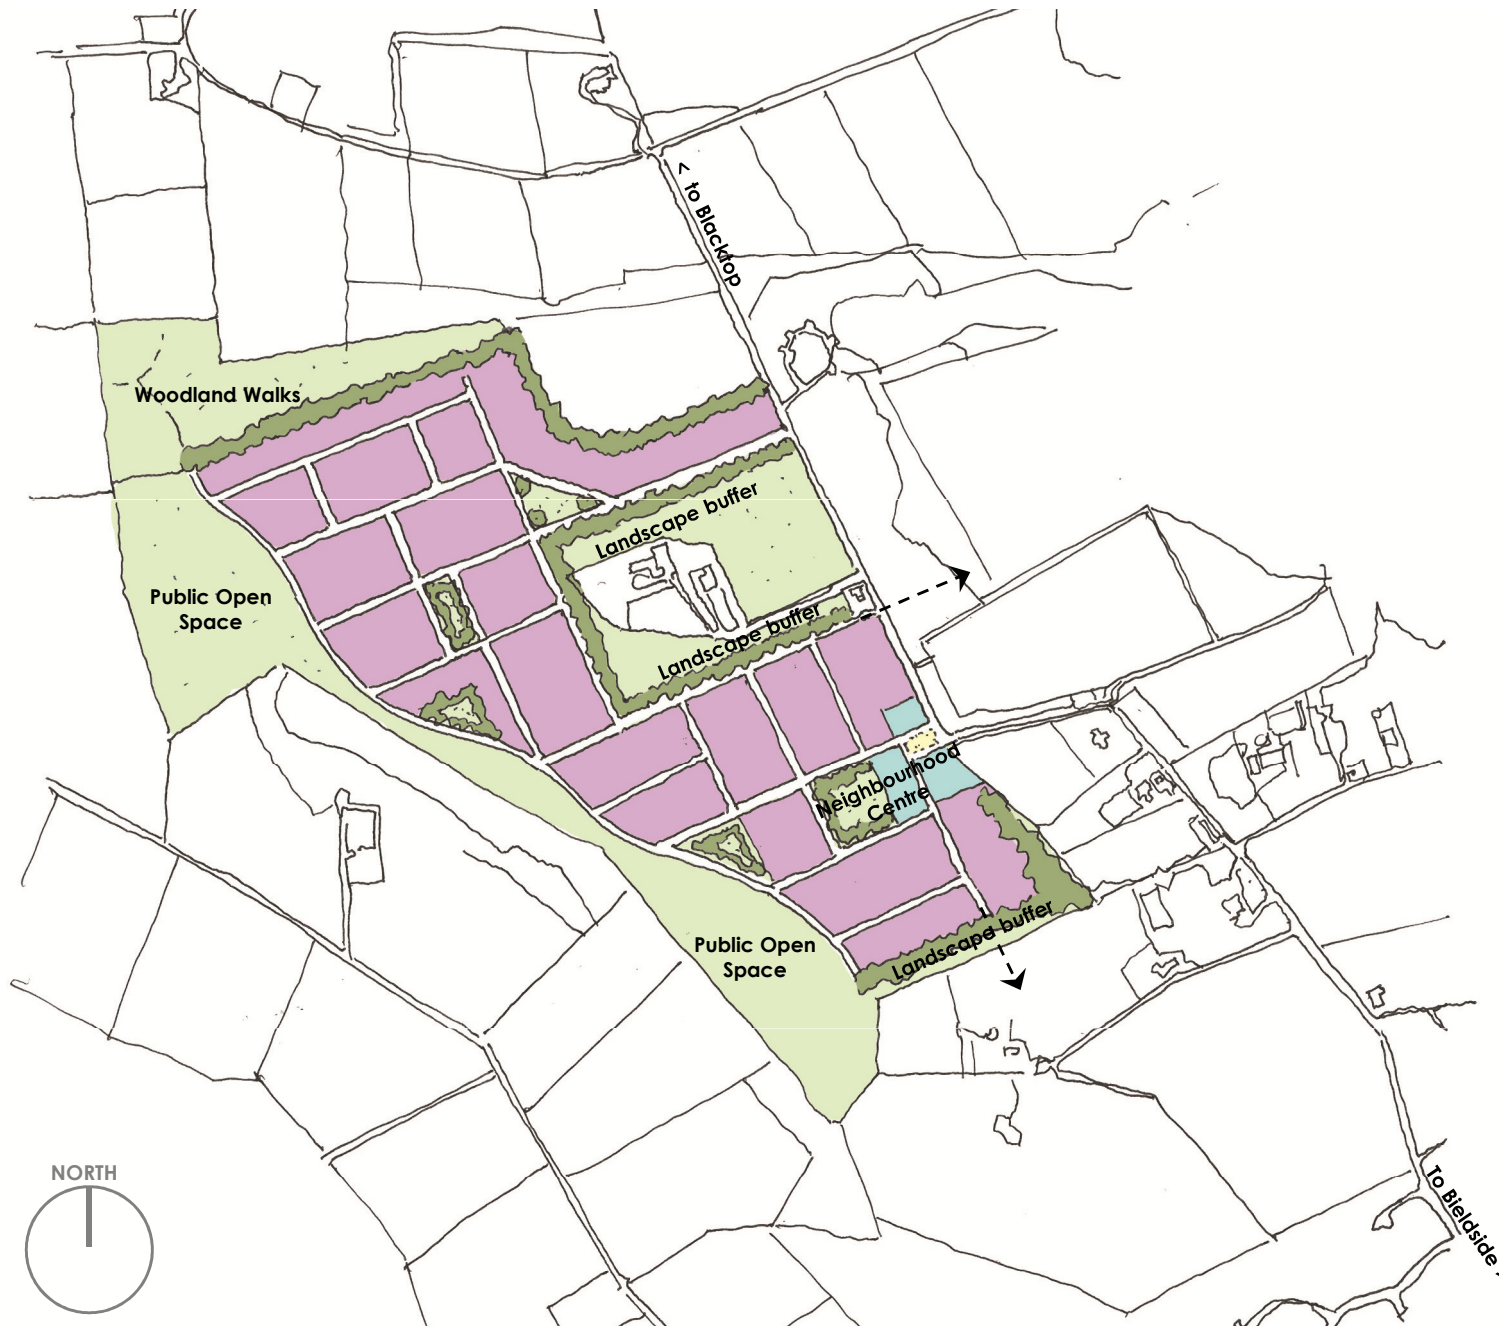 < to Blacktop
Woodland Walks
Landscape buffer
Public Open
Space
Landscape buffer
Neighbourhood
Centre
Landscape buffer
Public Open
Space
NORTH
To Bieldside